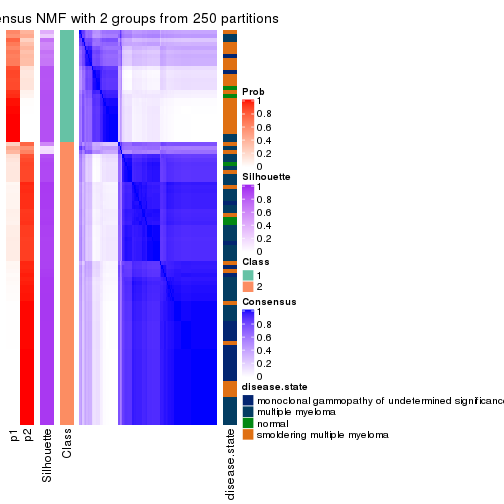 ensus NMF with 2 groups from 250 partitions
Prob
1
0.8
0.6
0.4
0.2
0
Silhouette
1
0.8
0.6
0.4
0.2
0
Class
1
2
Consensus
1
0.8
0.6
0.4
0.2
0
disease.state
monoclonal gammopathy of undetermined significance
multiple myeloma
normal
smoldering multiple myeloma
p1
p2
Silhouette
Class
disease.state